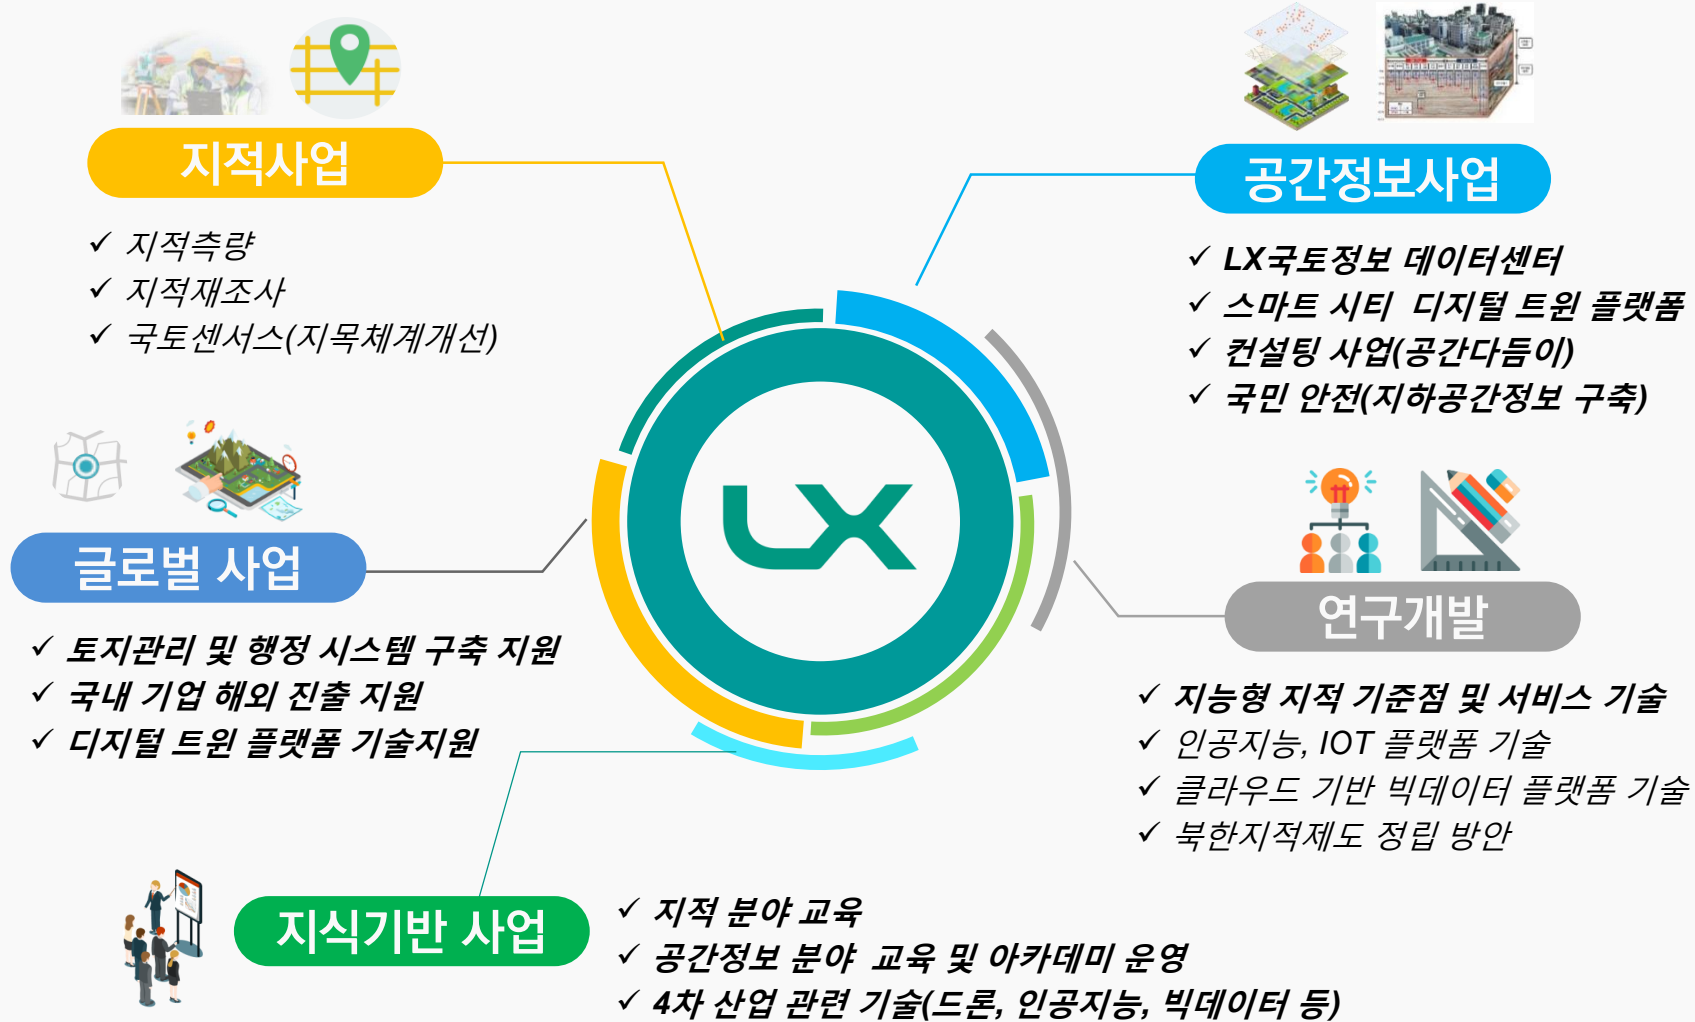 지적사업
지적측량
지적재조사
국토센서스(지목체계개선)
공간정보사업
LX국토정보 데이터센터
스마트 시티 디지털 트윈 플랫폼
컨설팅 사업(공간다듬이)
국민 안전(지하공간정보 구축)
LX
글로벌 사업
토지관리 및 행정 시스템 구축 지원
국내 기업 해외 진출 지원
디지털 트윈 플랫폼 기술지원
연구개발
지능형 지적 기준점 및 서비스 기술
인공지능, IOT 플랫폼 기술
클라우드 기반 빅데이터 플랫폼 기술
북한지적제도 정립 방안
지식기반 사업
지적 분야 교육
공간정보 분야 교육 및 아카데미 운영
4차 산업 관련 기술(드론, 인공지능, 빅데이터 등)